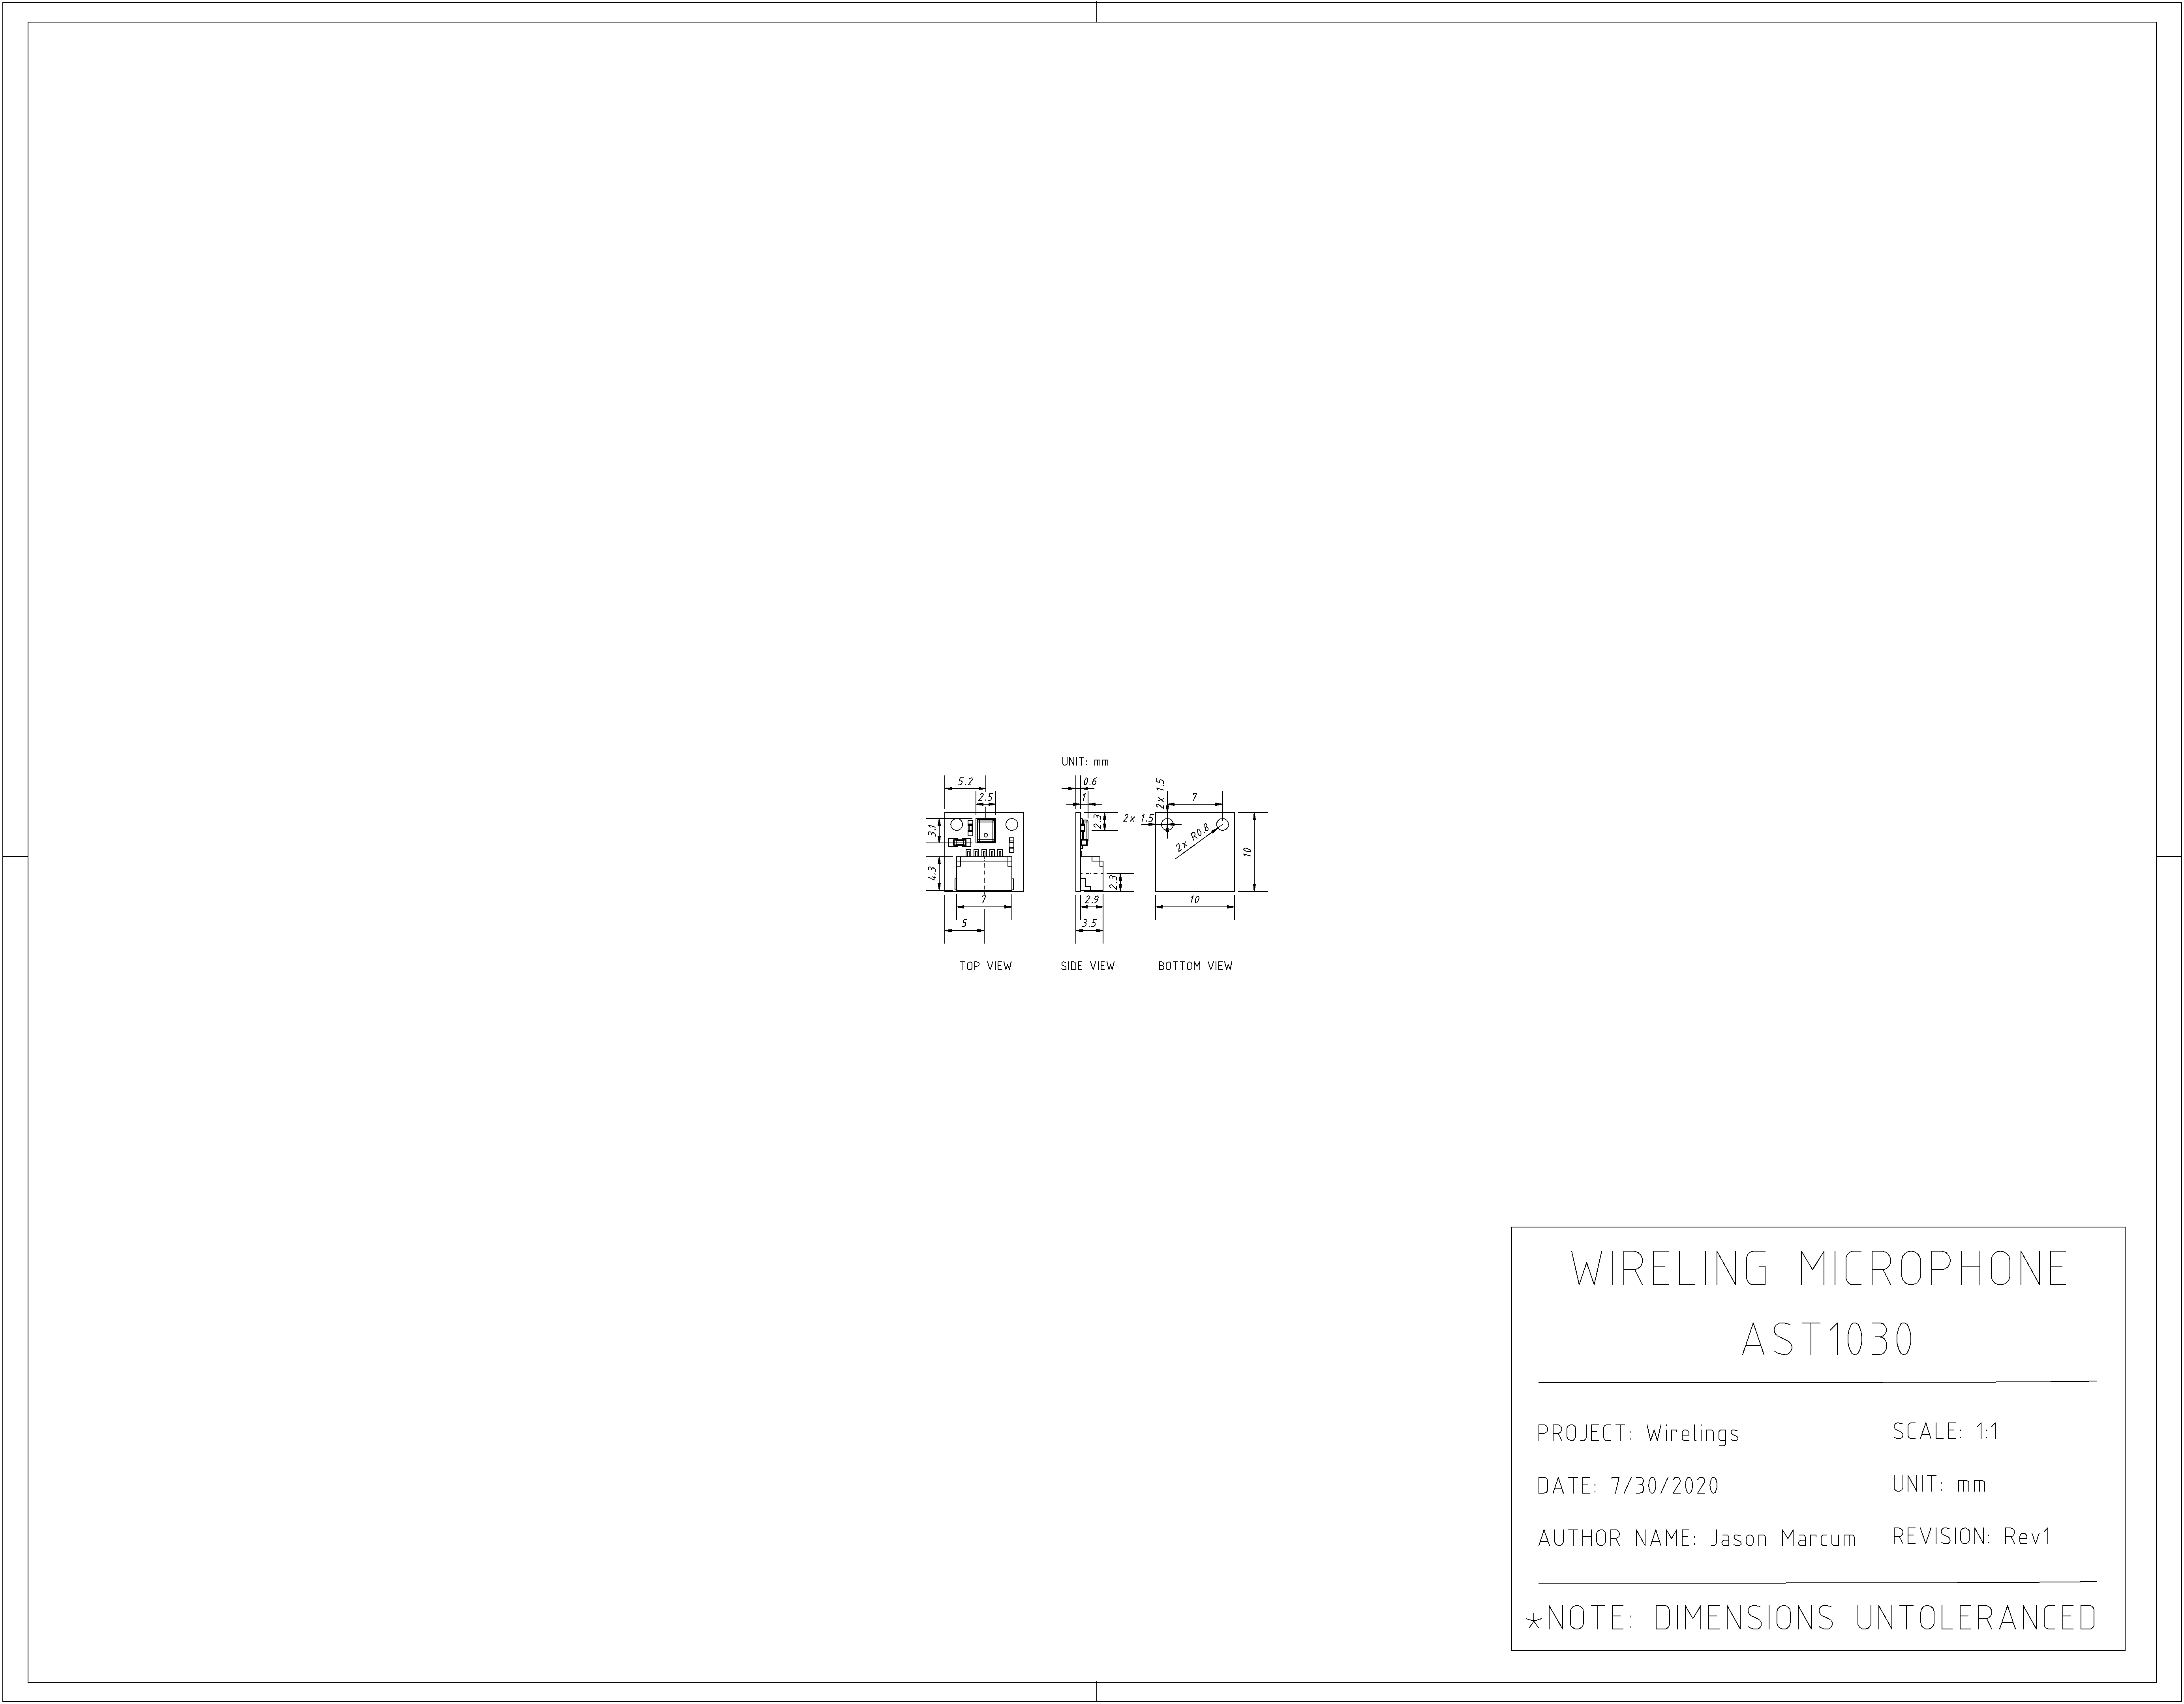 UNIT: mm
5.2
2.5
3.1
4.3
7
5
TOP VIEW
0.6
1
2.3
2.3
2.9
3.5
SIDE VIEW
2x 1.5
2x 1.5
7
2x R0.8
10
10
BOTTOM VIEW
WIRELING MICROPHONE
AST1030
PROJECT: Wirelings
SCALE: 1:1
DATE: 7/30/2020
UNIT: mm
AUTHOR NAME: Jason Marcum
REVISION: Rev1
*NOTE: DIMENSIONS UNTOLERANCED